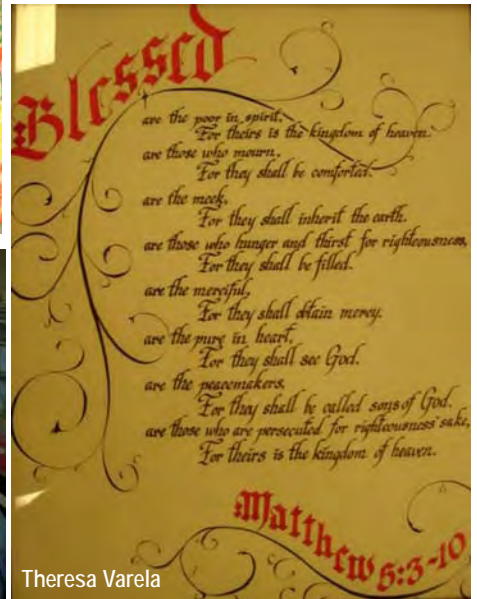 Blessed
are the poor in spirit,
For theirs is the kingdom of heaven.
are those who mourn,
For they shall be comforted.
are the meek,
For they shall inherit the earth.
are those who hunger and thirst for righteousness,
For they shall be filled.
are the merciful,
For they shall obtain mercy.
are the pure in heart,
For they shall see God.
are the peacemakers,
For they shall be called sons of God.
are those who are persecuted for righteousness' sake,
For theirs is the kingdom of heaven.
Matthew 5:3-10
Theresa Varela